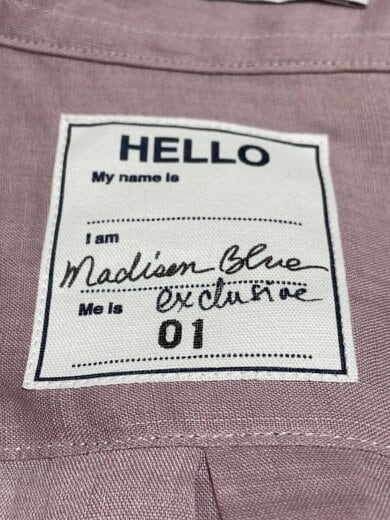 HELLO
My name is
I am
Madison Blue
Me is exclusive
01